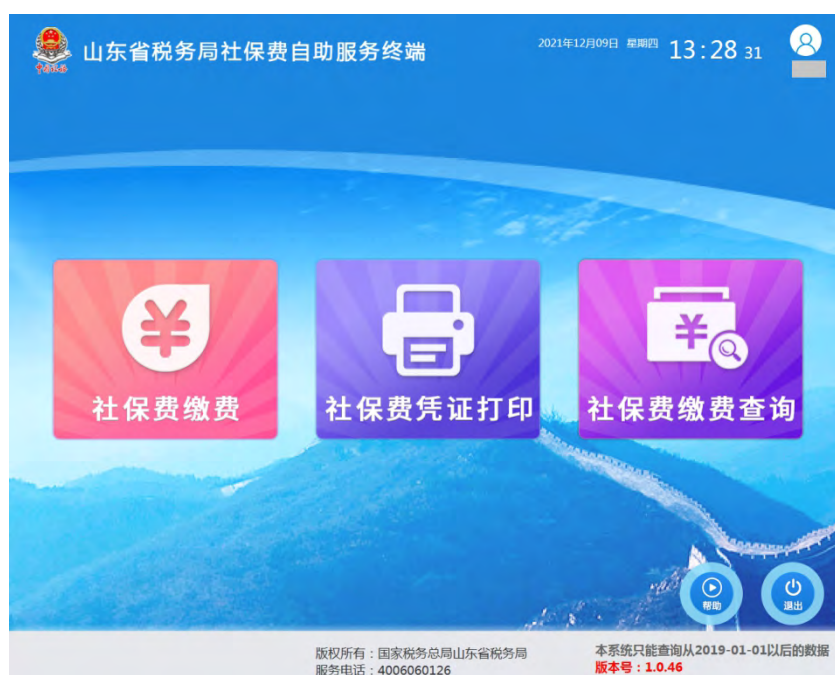 山东省税务局社保费自助服务终端
2021年12月09日 星期四 13:28 31
中国税务
社保费缴费
社保费凭证打印
社保费缴费查询
帮助
退出
版权所有：国家税务总局山东省税务局
服务电话：4006060126
本系统只能查询从2019-01-01以后的数据
版本号：1.0.46